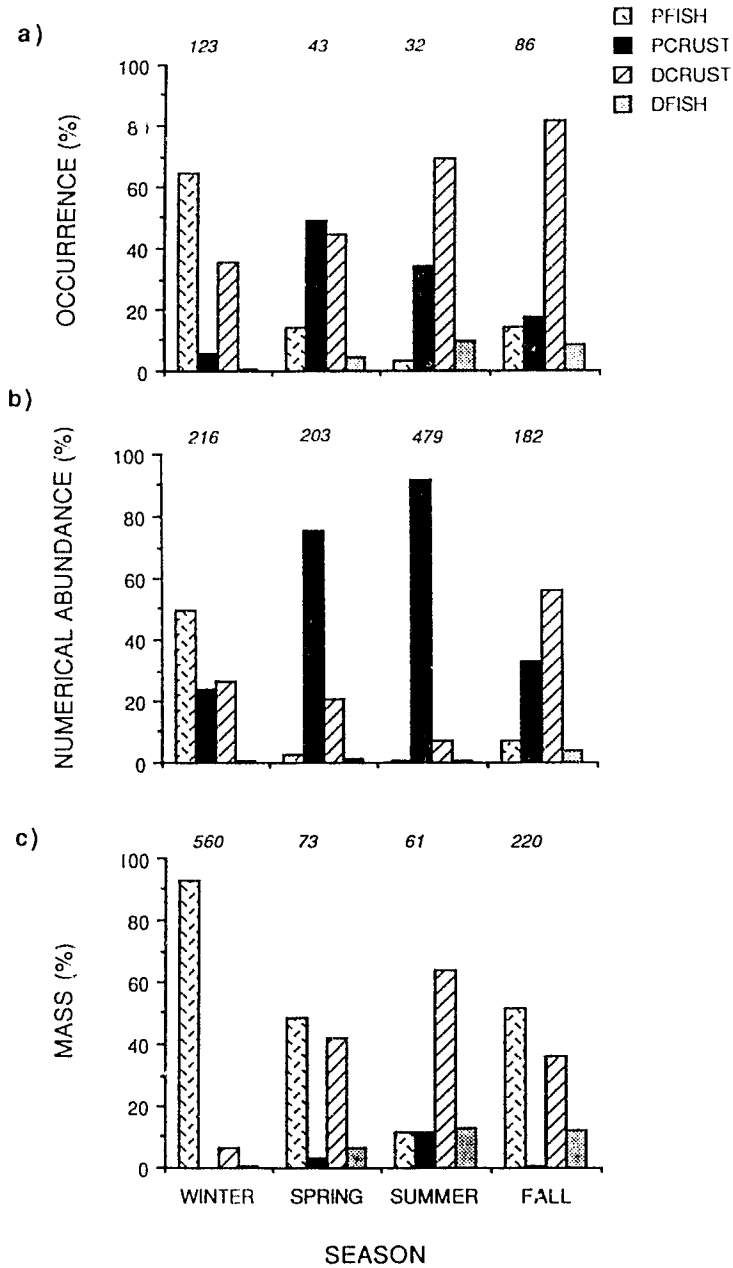 a)
123 43 32 86
PFISH
PCRUST
DCRUST
DFISH
OCCURRENCE (%)
100
8
60
40
20
0
b)
216 203 479 182
NUMERICAL ABUNDANCE (%)
100
80
60
40
20
0
c)
560 73 61 220
MASS (%)
100
80
60
40
20
0
WINTER SPRING SUMMER FALL
SEASON